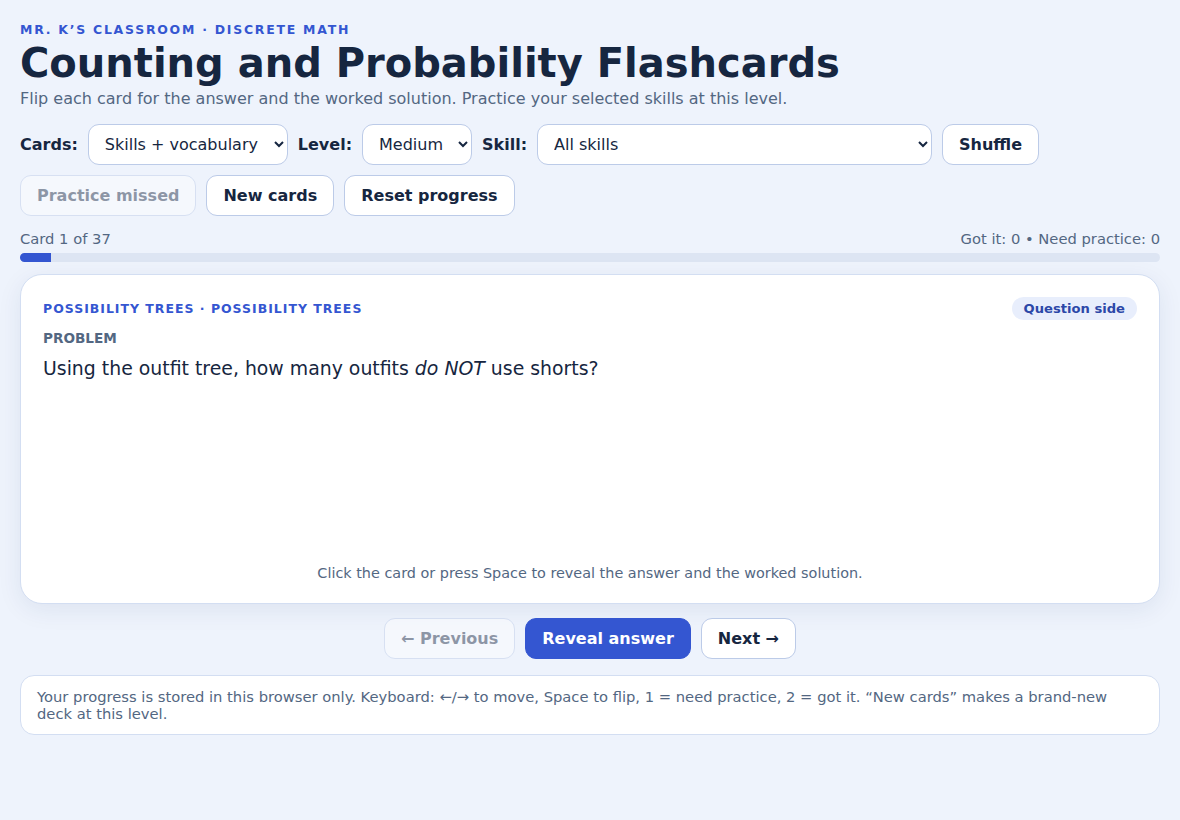 MR. K’S CLASSROOM · DISCRETE MATH
Counting and Probability Flashcards
Flip each card for the answer and the worked solution. Practice your selected skills at this level.
Cards: Skills + vocabulary Level: Medium Skill: All skills Shuffle
Practice missed New cards Reset progress
Card 1 of 37 Got it: 0 • Need practice: 0
POSSIBILITY TREES · POSSIBILITY TREES Question side
PROBLEM
Using the outfit tree, how many outfits do NOT use shorts?
Click the card or press Space to reveal the answer and the worked solution.
← Previous Reveal answer Next →
Your progress is stored in this browser only. Keyboard: ←/→ to move, Space to flip, 1 = need practice, 2 = got it. “New cards” makes a brand-new
deck at this level.